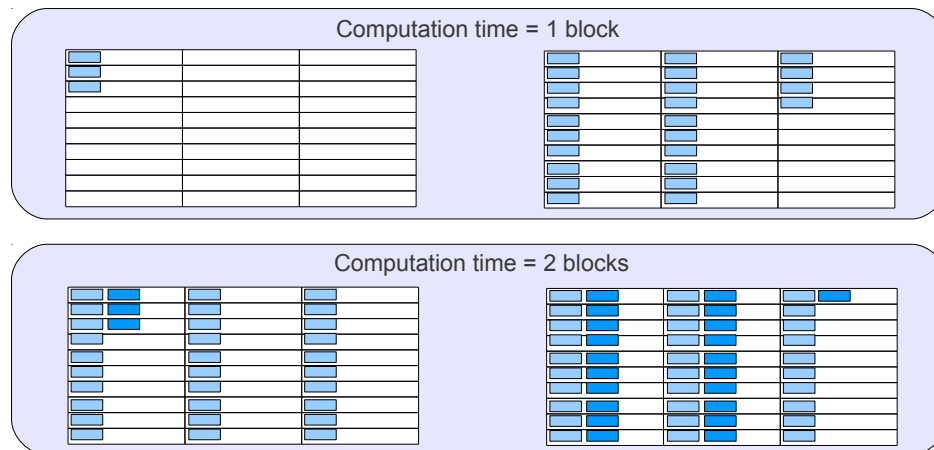 Computation time = 1 block
Computation time = 2 blocks